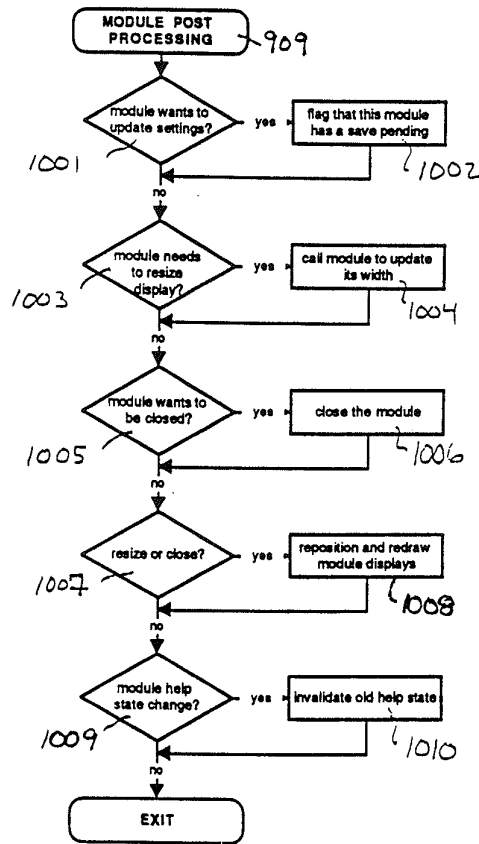 MODULE POST
PROCESSING
909
module wants to
update settings?
yes
flag that this module
has a save pending
1001
1002
no
module needs
to resize
display?
yes
call module to update
its width
1003
1004
no
module wants to
be closed?
yes
close the module
1005
1006
no
resize or close?
yes
reposition and redraw
module displays
1007
1008
no
module help
state change?
yes
invalidate old help state
1009
1010
no
EXIT